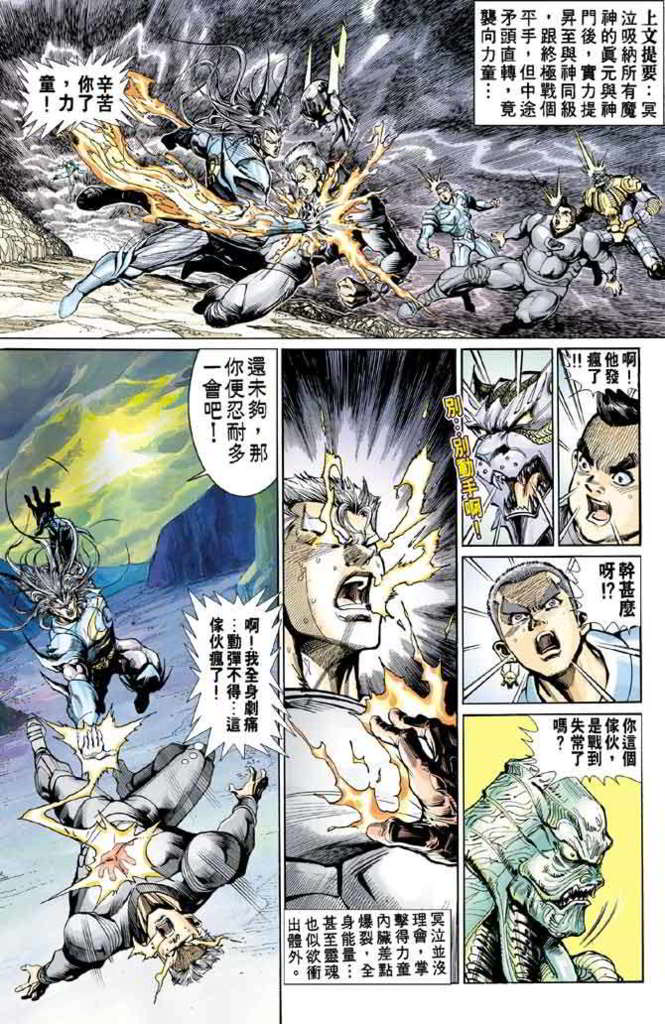 上文提要：冥
泣吸納所有魔
神的眞元與神
門後，實力提
昇至與神同級
，跟終極戰個
平手，但中途
矛頭直轉，竟
襲向力童…
辛苦
你了
，力
童！
啊！
他發
瘋了
!!
別…別動手啊！
幹甚麼
呀!?
你這個
傢伙，
是戰到
失常了
嗎？
還未夠，那
你便忍耐多
一會吧！
啊！我全身劇痛
…動彈不得…這
傢伙瘋了！
冥泣並沒
理會，掌
擊得力童
內臟差點
爆裂，全
身能量…
甚至靈魂
也似欲衝
出體外。